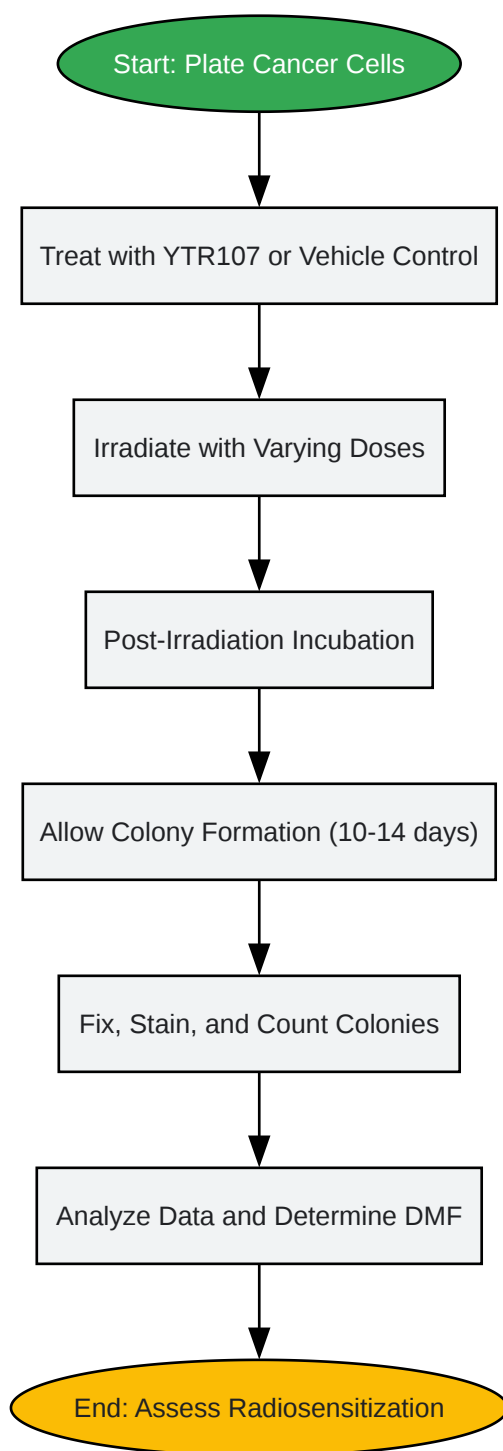 Start: Plate Cancer Cells
Treat with YTR107 or Vehicle Control
Irradiate with Varying Doses
Post-Irradiation Incubation
Allow Colony Formation (10-14 days)
Fix, Stain, and Count Colonies
Analyze Data and Determine DMF
End: Assess Radiosensitization